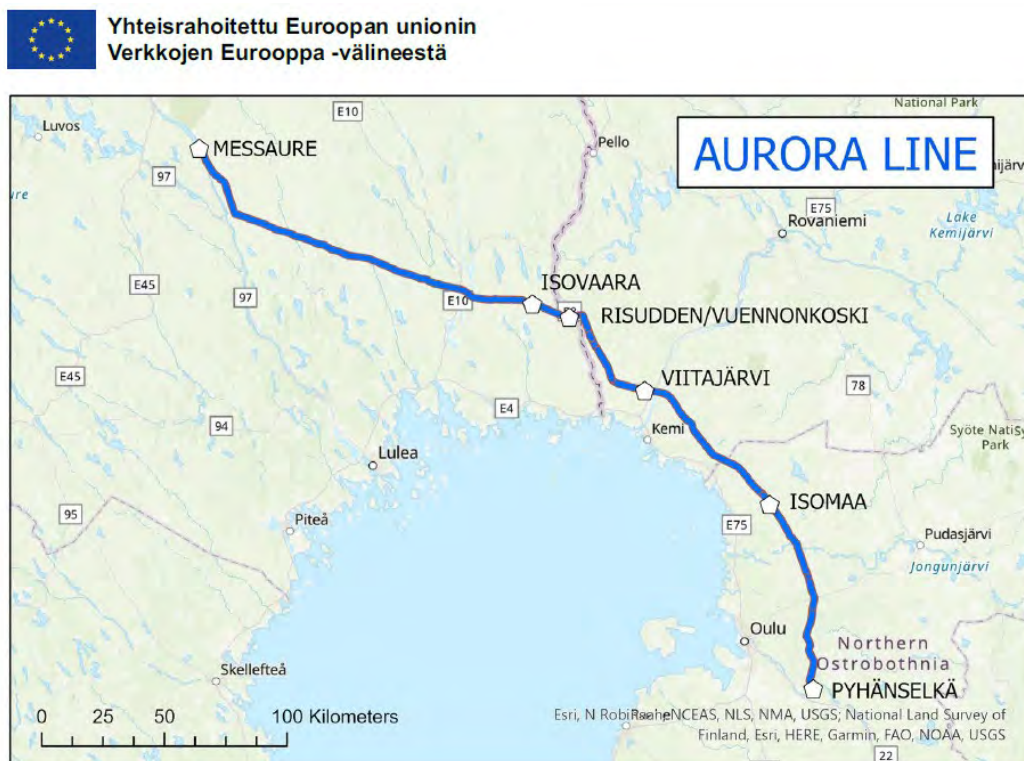 Yhteisrahoitettu Euroopan unionin
Verkkojen Eurooppa -välineestä
National Park
E10
Luvos
MESSAURE
Pello
AURORA LINE
97
E75
Rovaniemi
Lake
Kemijärvi
E45
97
ISOVAARA
E10
RISUDDEN/VUENNONKOSKI
E45
VIITAJÄRVI
78
E4
94
Kemi
Syöte
Park
Lulea
ISOMAA
95
Piteå
E75
Pudasjärvi
Jongunjärvi
Oulu
Northern
Ostrobothnia
Skellefteå
PYHÄNSELKÄ
0 25 50 100 Kilometers
Esri, NCEAS, NLS, NMA, USGS; National Land Survey of
Finland, Esri, HERE, Garmin, FAO, NOAA, USGS
22